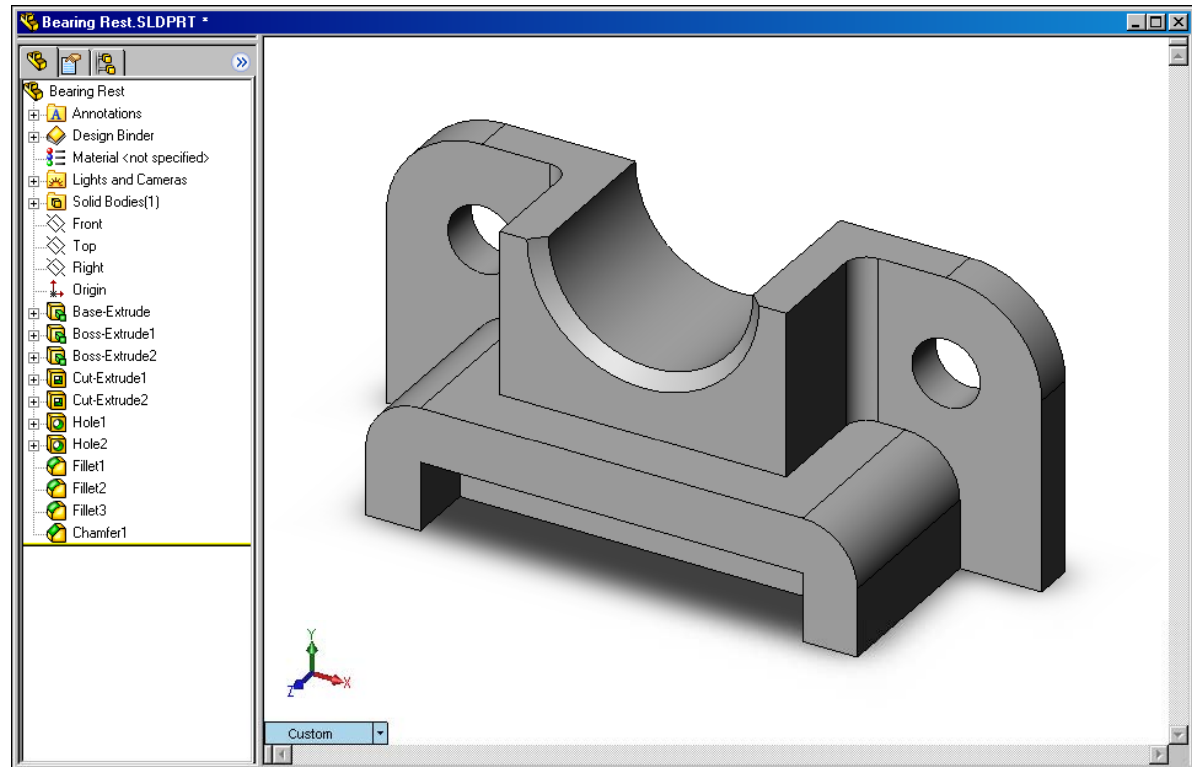 Bearing Rest.SLDPRT *
Bearing Rest
A Annotations
Design Binder
Material <not specified>
Lights and Cameras
Solid Bodies(1)
Front
Top
Right
Origin
Base-Extrude
Boss-Extrude1
Boss-Extrude2
Cut-Extrude1
Cut-Extrude2
Hole1
Hole2
Fillet1
Fillet2
Fillet3
Chamfer1
Y
X
Z
Custom